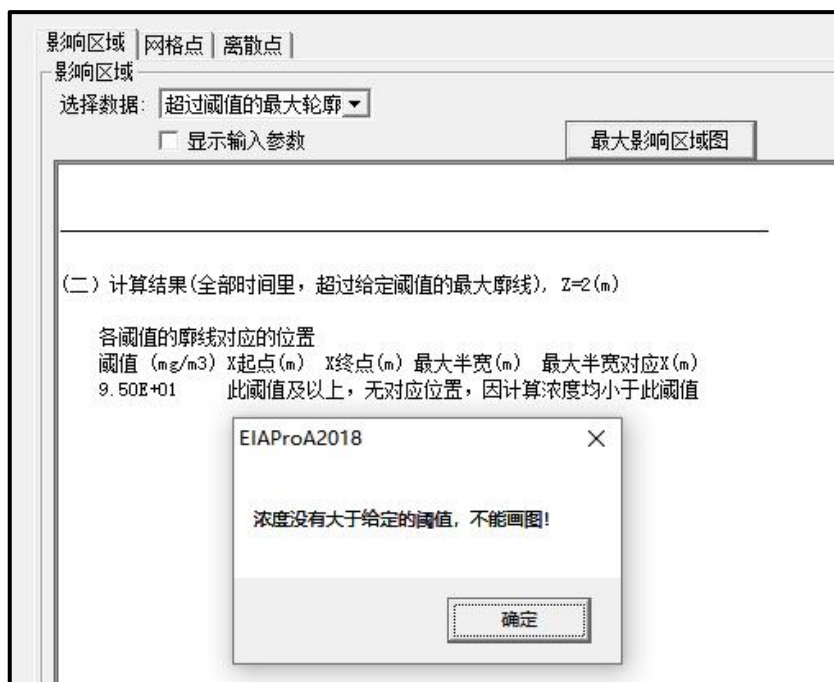 影响区域 网格点 离散点
影响区域
选择数据: 超过阈值的最大轮廓
显示输入参数
最大影响区域图
(二) 计算结果(全部时间里，超过给定阈值的最大廓线), Z=2(m)
各阈值的廓线对应的位置
阈值 (mg/m3) X起点(m) X终点(m) 最大半宽(m) 最大半宽对应X(m)
9.50E+01 此阈值及以上，无对应位置，因计算浓度均小于此阈值
EIAProA2018
浓度没有大于给定的阈值, 不能画图!
确定